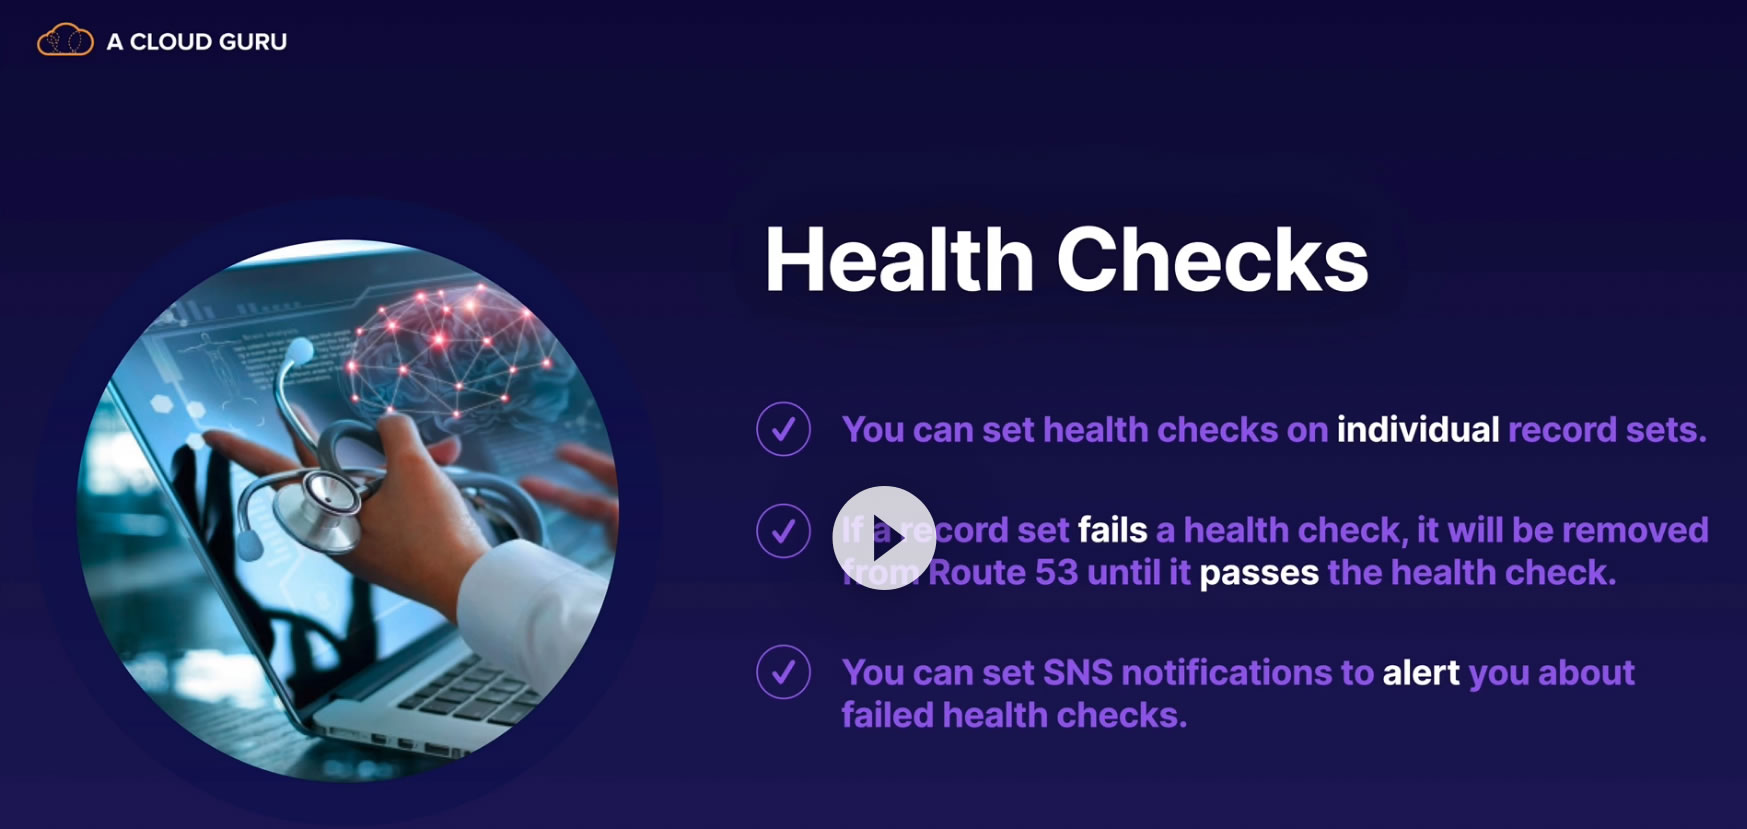 A CLOUD GURU
Health Checks
You can set health checks on individual record sets.
If a record set fails a health check, it will be removed
from Route 53 until it passes the health check.
You can set SNS notifications to alert you about
failed health checks.